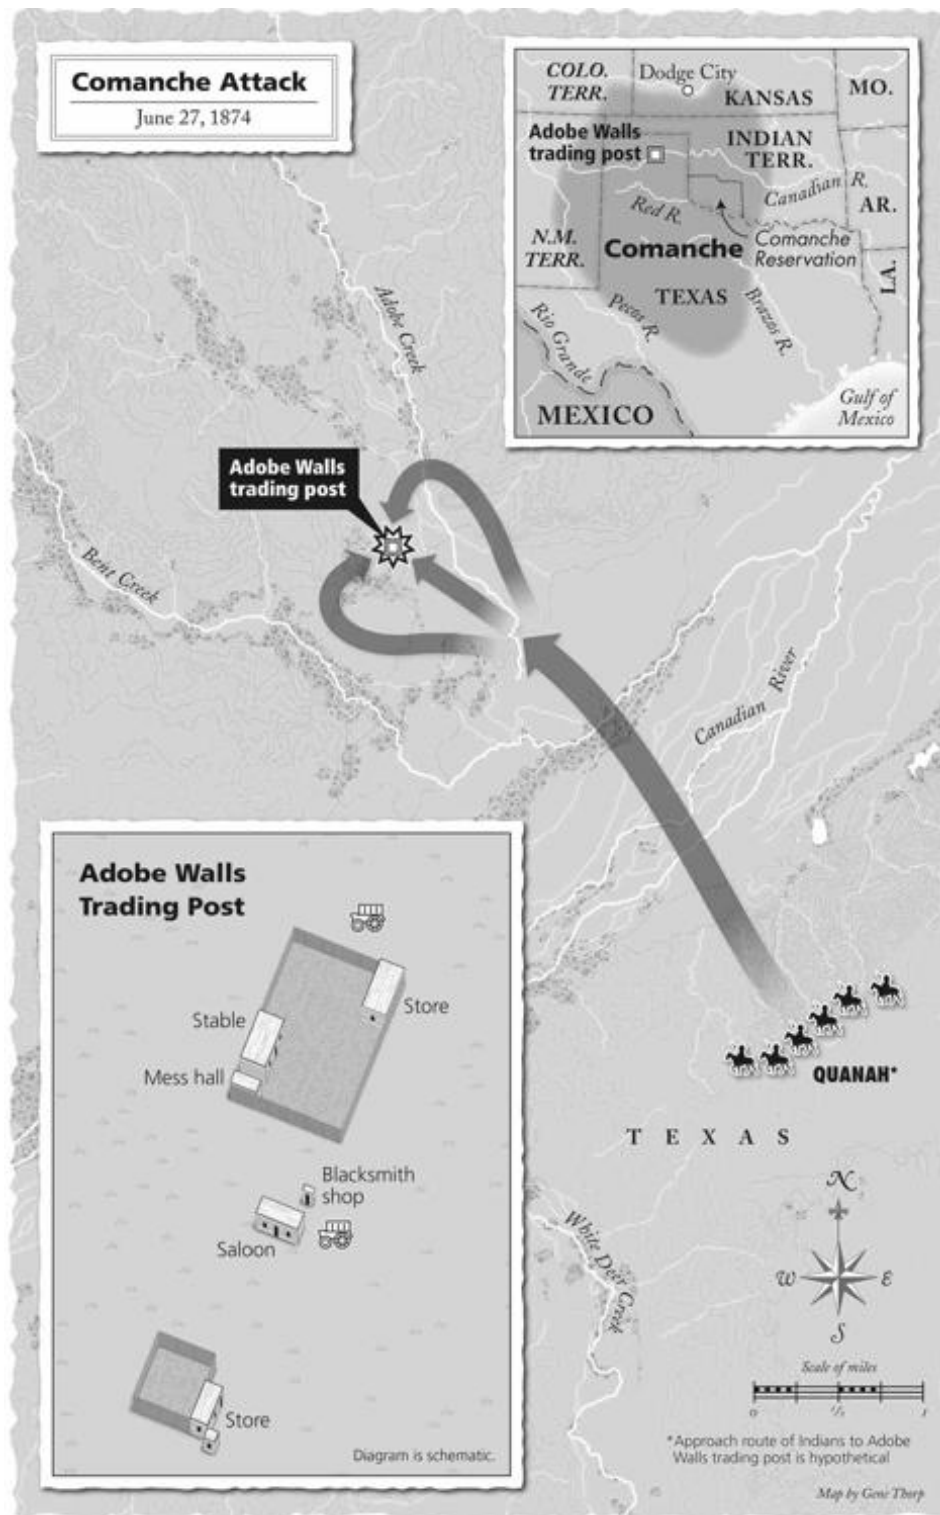 Comanche Attack
June 27, 1874
COLO.
TERR.
Dodge City
KANSAS
MO.
Adobe Walls
trading post
INDIAN
TERR.
Canadian R.
AR.
Red R.
N.M.
TERR.
Comanche
Comanche
Reservation
LA.
TEXAS
Pecos R.
Brazos R.
Rio Grande
Gulf of
Mexico
MEXICO
Adobe Creek
Adobe Walls
trading post
Bent Creek
Canadian River
Adobe Walls
Trading Post
Store
Stable
Mess hall
Blacksmith
shop
Saloon
Store
Diagram is schematic.
QUANAH*
TEXAS
White Deer Creek
N
W E
S
Scale of miles
0 1/2 1
*Approach route of Indians to Adobe
Walls trading post is hypothetical
Map by Gene Thorp